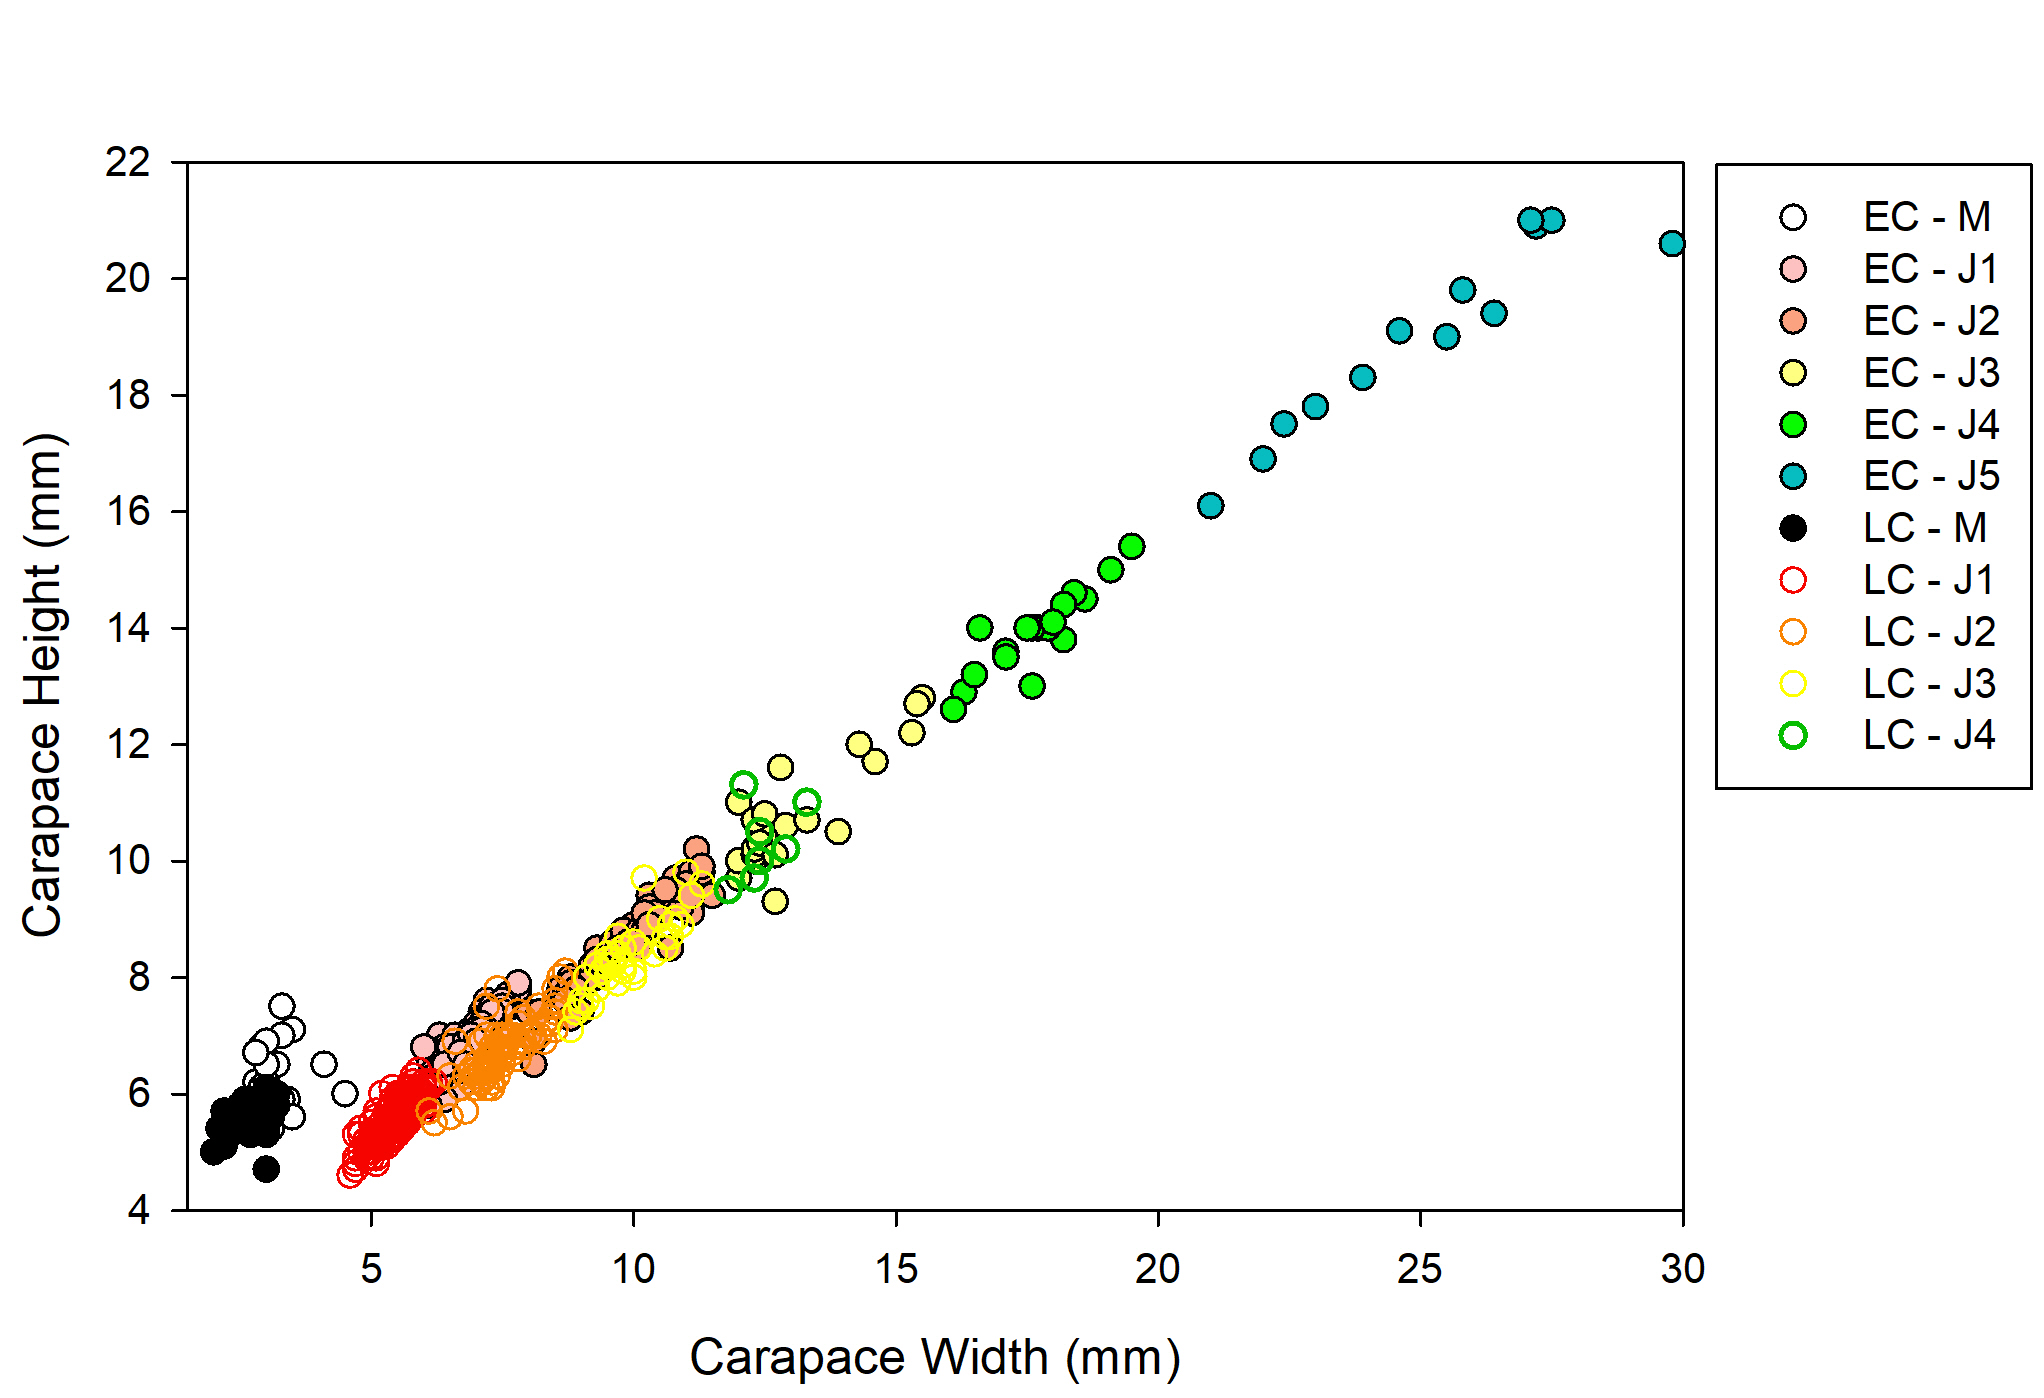 22
20
18
16
14
12
10
8
6
4
Carapace Height (mm)
5 10 15 20 25 30
Carapace Width (mm)
EC - M
EC - J1
EC - J2
EC - J3
EC - J4
EC - J5
LC - M
LC - J1
LC - J2
LC - J3
LC - J4